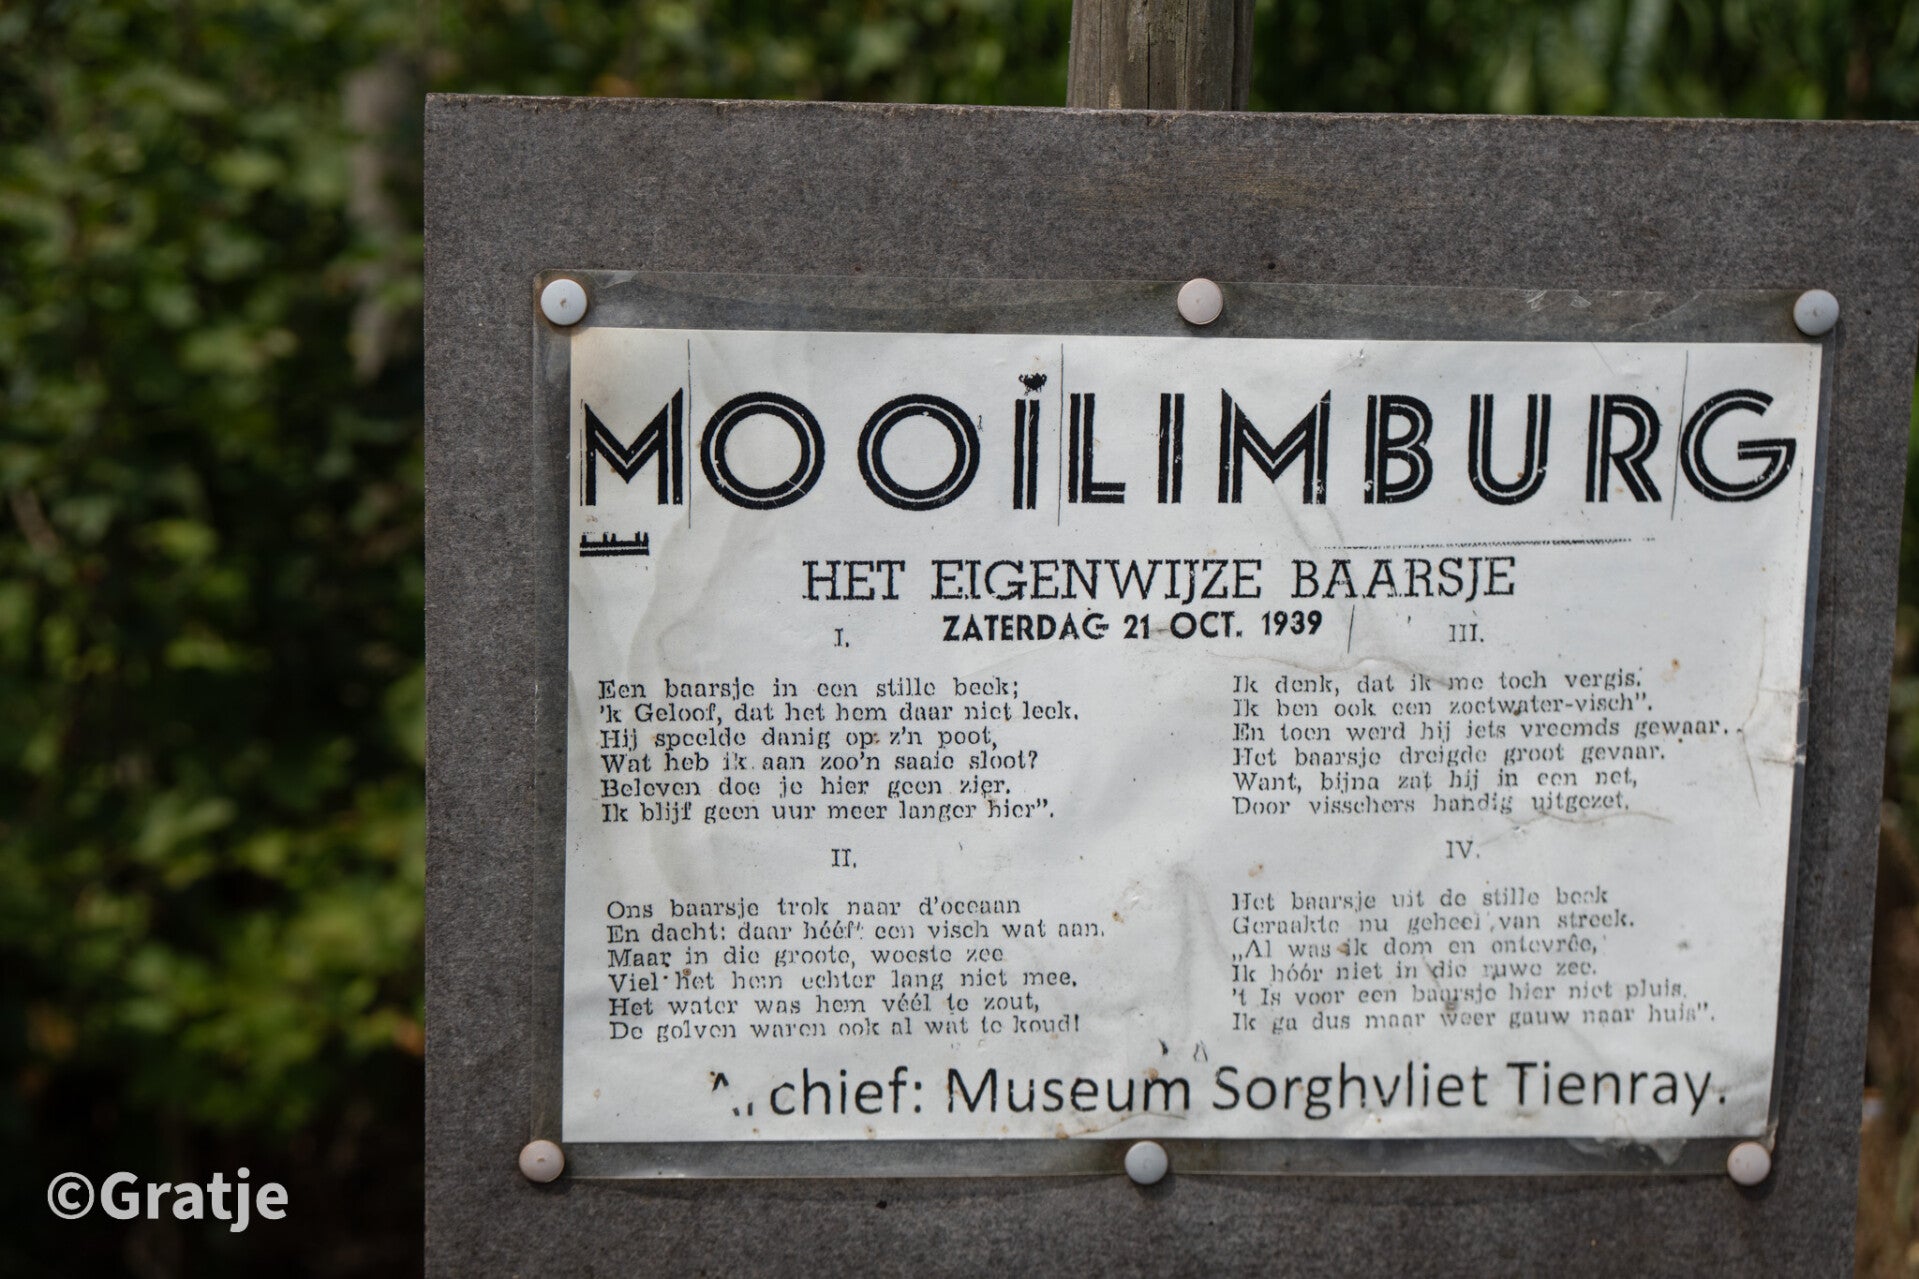 MOOILIMBURG
HET EIGENWIJZE BAARSJE
ZATERDAG 21 OCT. 1939
I.
Een baarsje in een stille beek;
'k Geloof, dat het hem daar niet leek.
Hij speelde danig op z'n poot,
Wat heb ik aan zoo'n saaie sloot?
Beleven doe je hier geen zier.
Ik blijf geen uur meer langer hier".
II.
Ons baarsje trok naar d'oceaan
En dacht: daar hééft een visch wat aan.
Maar in die groote, woeste zee
Viel het hem echter lang niet mee.
Het water was hem véél te zout,
De golven waren ook al wat te koud!
III.
Ik denk, dat ik me toch vergis.
Ik ben ook een zoetwater-visch".
En toen werd hij iets vreemds gewaar.
Het baarsje dreigde groot gevaar.
Want, bijna zat hij in een net,
Door visschers handig uitgezet.
IV.
Het baarsje uit de stille beek
Geraakte nu geheel van streek.
„Al was ik dom en ontevrêe,
Ik hóór niet in die ruwe zee.
't Is voor een baarsje hier niet pluis.
Ik ga dus maar weer gauw naar huis".
Archief: Museum Sorghvliet Tienray.
©Gratje